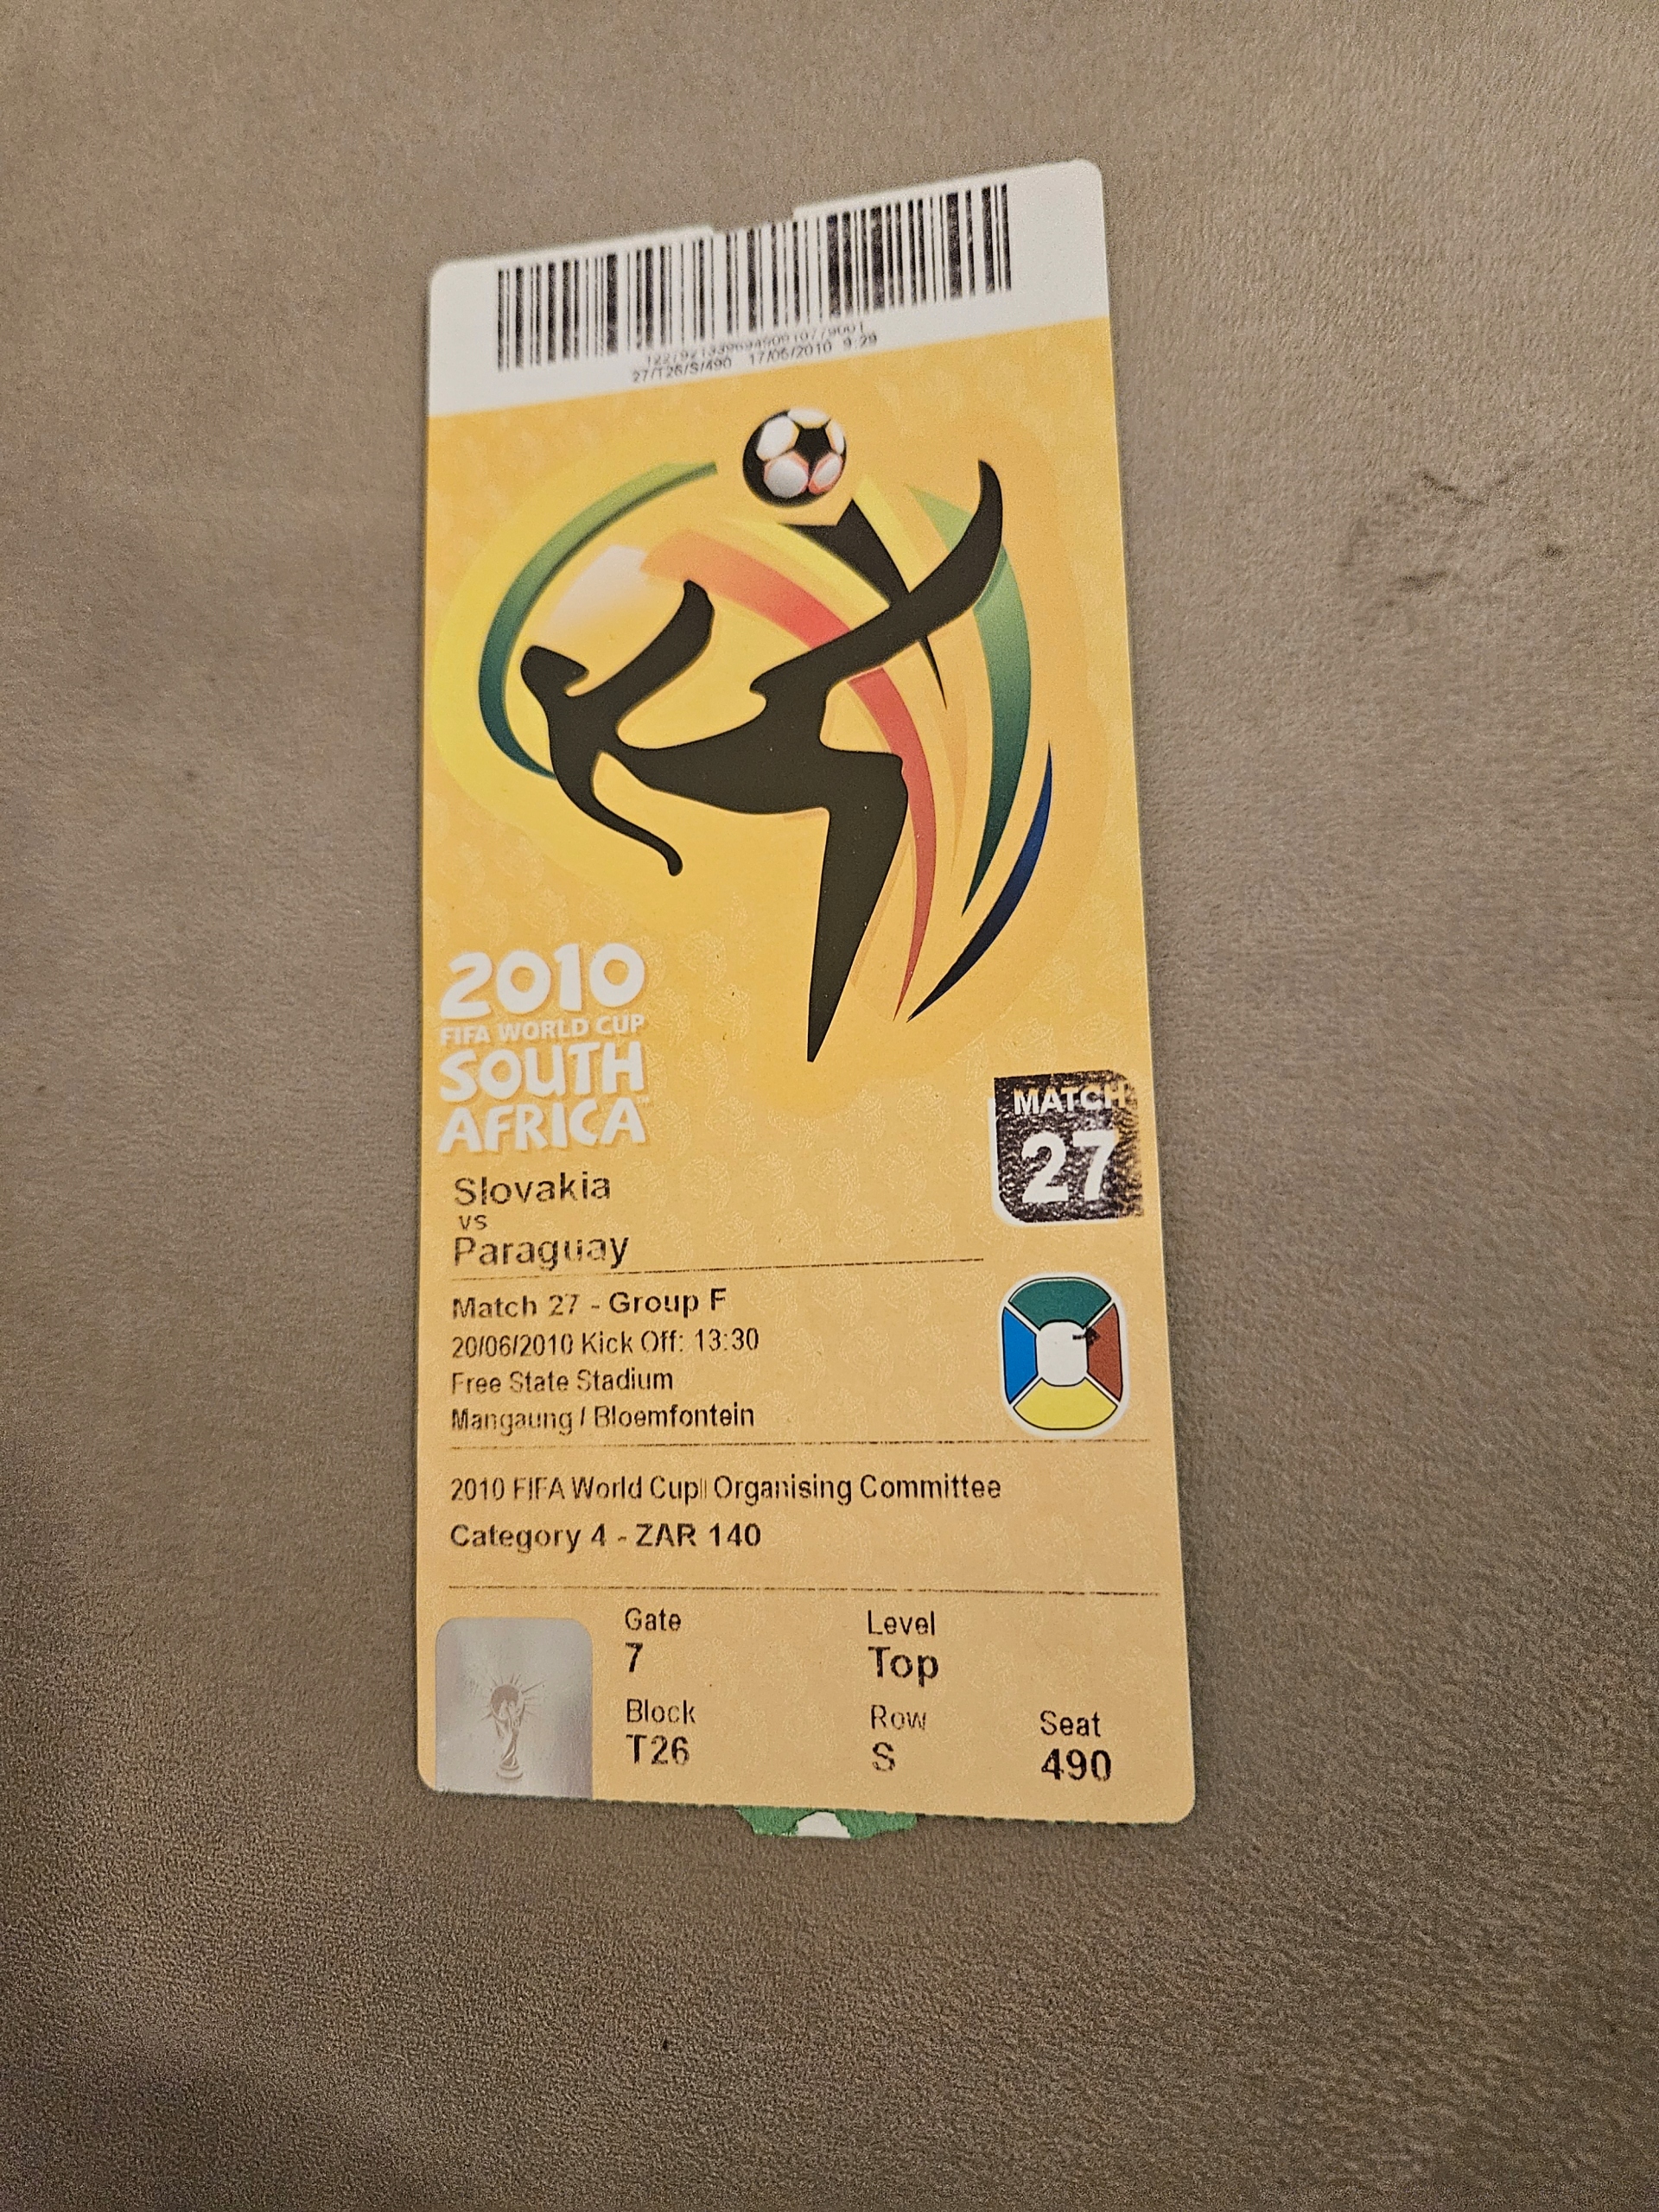 27/T26/S/490 17/06/2010 9:29
2010
FIFA WORLD CUP
SOUTH
AFRICA™
MATCH
27
Slovakia
vs
Paraguay
Match 27 - Group F
20/06/2010 Kick Off: 13:30
Free State Stadium
Mangaung / Bloemfontein
2010 FIFA World Cup Organising Committee
Category 4 - ZAR 140
Gate
Level
7
Top
Block
Row
Seat
T26
S
490